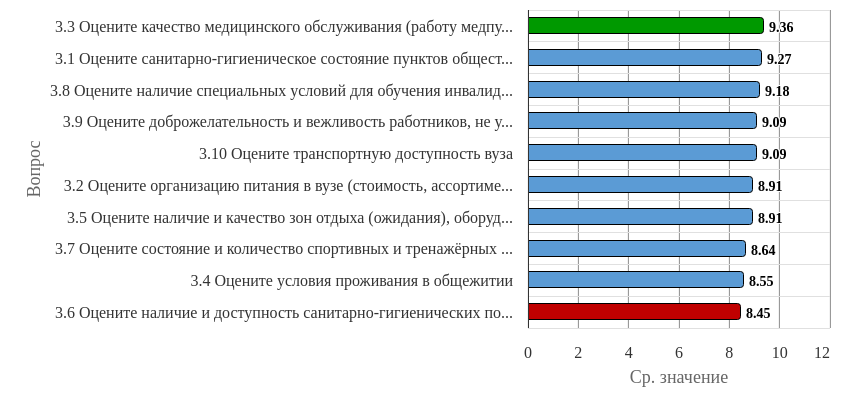 3.3 Оцените качество медицинского обслуживания (работу медпу... 9.36
3.1 Оцените санитарно-гигиеническое состояние пунктов общест... 9.27
3.8 Оцените наличие специальных условий для обучения инвалид... 9.18
3.9 Оцените доброжелательность и вежливость работников, не у... 9.09
3.10 Оцените транспортную доступность вуза 9.09
3.2 Оцените организацию питания в вузе (стоимость, ассортиме... 8.91
3.5 Оцените наличие и качество зон отдыха (ожидания), оборуд... 8.91
3.7 Оцените состояние и количество спортивных и тренажёрных ... 8.64
3.4 Оцените условия проживания в общежитии 8.55
3.6 Оцените наличие и доступность санитарно-гигиенических по... 8.45
Вопрос
0 2 4 6 8 10 12
Ср. значение